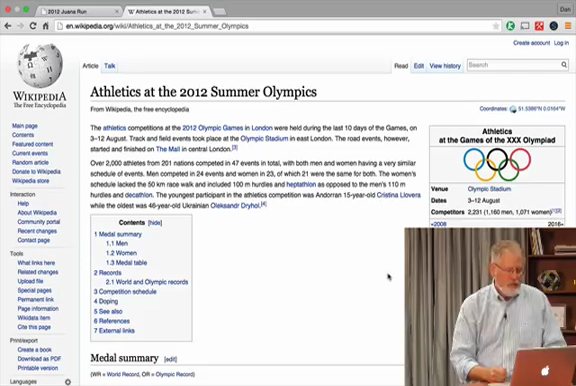 2012 Juana Run
Athletics at the 2012 Summ
Dan
en.wikipedia.org/wiki/Athletics_at_the_2012_Summer_Olympics
Create account Log in
WIKIPEDIA
The Free Encyclopedia
Article Talk Read Edit View history Search
Main page
Contents
Featured content
Current events
Random article
Donate to Wikipedia
Wikipedia store
Interaction
Help
About Wikipedia
Community portal
Recent changes
Contact page
Tools
What links here
Related changes
Upload file
Special pages
Permanent link
Page information
Wikidata item
Cite this page
Print/export
Create a book
Download as PDF
Printable version
Languages
Athletics at the 2012 Summer Olympics
From Wikipedia, the free encyclopedia
Coordinates: 51.5386°N 0.0164°W
The athletics competitions at the 2012 Olympic Games in London were held during the last 10 days of the Games, on
3–12 August. Track and field events took place at the Olympic Stadium in east London. The road events, however,
started and finished on The Mall in central London.[3]
Over 2,000 athletes from 201 nations competed in 47 events in total, with both men and women having a very similar
schedule of events. Men competed in 24 events and women in 23, of which 21 were the same for both. The women's
schedule lacked the 50 km race walk and included 100 m hurdles and heptathlon as opposed to the men's 110 m
hurdles and decathlon. The youngest participant in the athletics competition was Andorran 15-year-old Cristina Llovera
while the oldest was 46-year-old Ukrainian Oleksandr Dryhol.[4]
Contents [hide]
1 Medal summary
1.1 Men
1.2 Women
1.3 Medal table
2 Records
2.1 World and Olympic records
3 Competition schedule
4 Doping
5 See also
6 References
7 External links
Medal summary [edit]
(WR = World Record, OR = Olympic Record)
Athletics
at the Games of the XXX Olympiad
Venue Olympic Stadium
Dates 3–12 August
Competitors 2,231 (1,160 men, 1,071 women)[1][2]
«2008 2016»